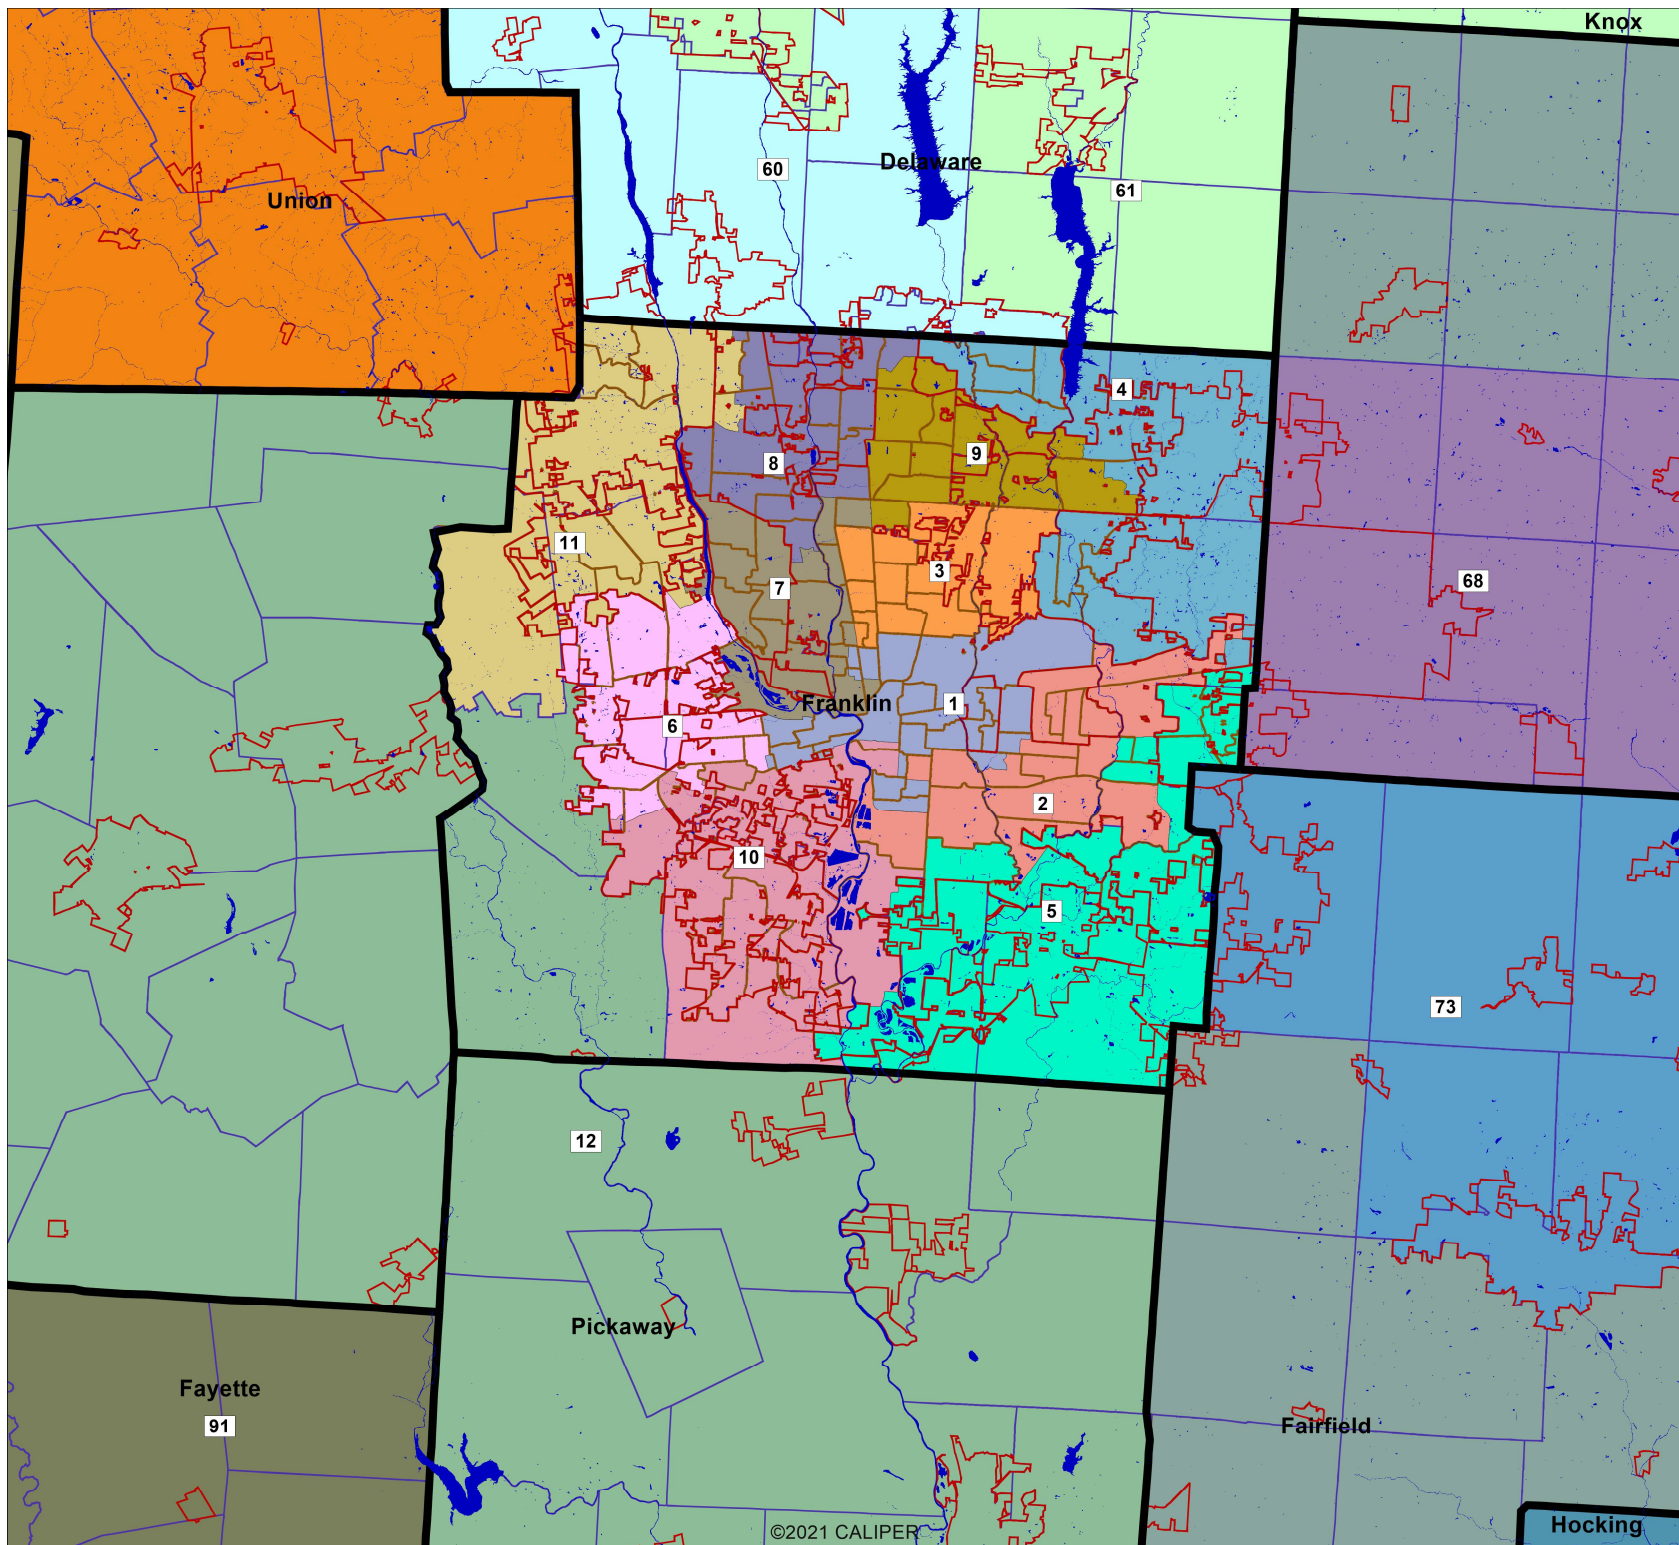 Knox
60
Delaware
61
Union
4
9
8
11
3
68
7
Franklin
1
6
2
10
5
73
12
Pickaway
Fayette
91
Fairfield
Hocking
©2021 CALIPER